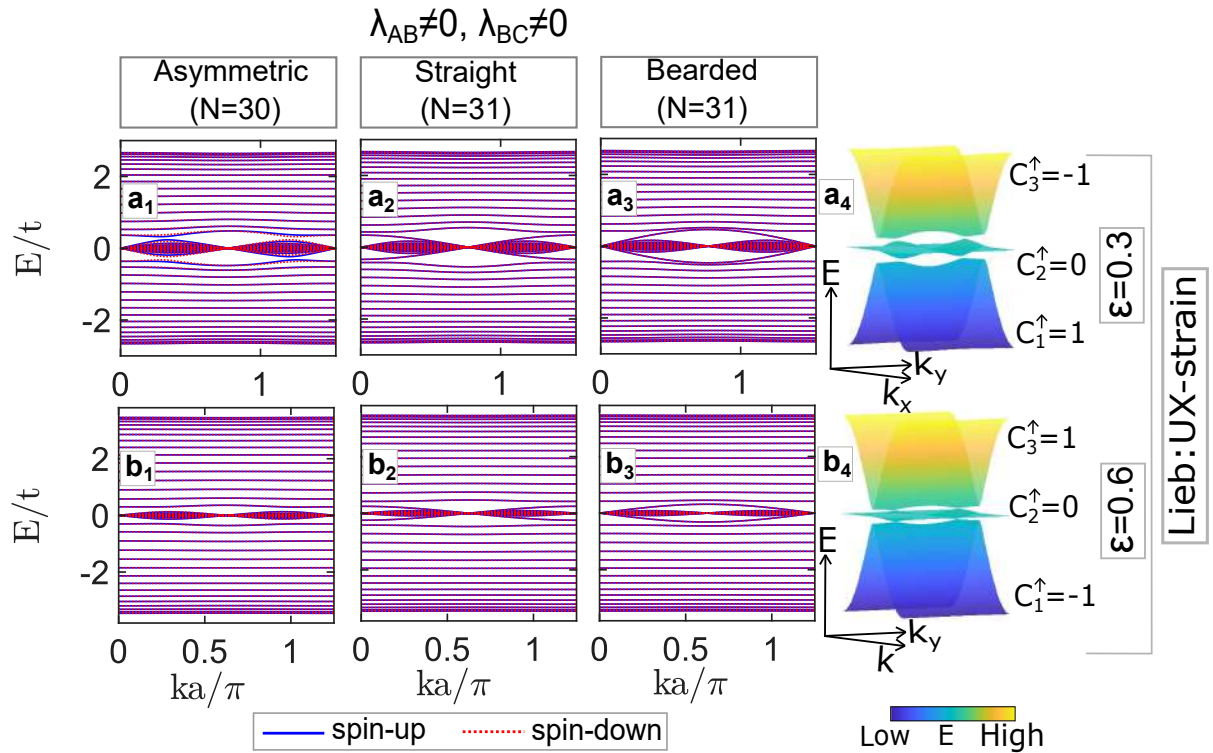 λAB≠0, λBC≠0
Asymmetric
(N=30)
Straight
(N=31)
Bearded
(N=31)
E/t
2
0
-2
a1
a2
a3
a4
0
1
0
1
0
1
E
ky
kx
C3↑=-1
C2↑=0
C1↑=1
ε=0.3
Lieb:UX-strain
E/t
2
0
-2
b1
b2
b3
b4
0
0.5
1
0
0.5
1
0
0.5
1
ka/π
ka/π
ka/π
E
ky
k
C3↑=1
C2↑=0
C1↑=-1
ε=0.6
spin-up
spin-down
Low E High